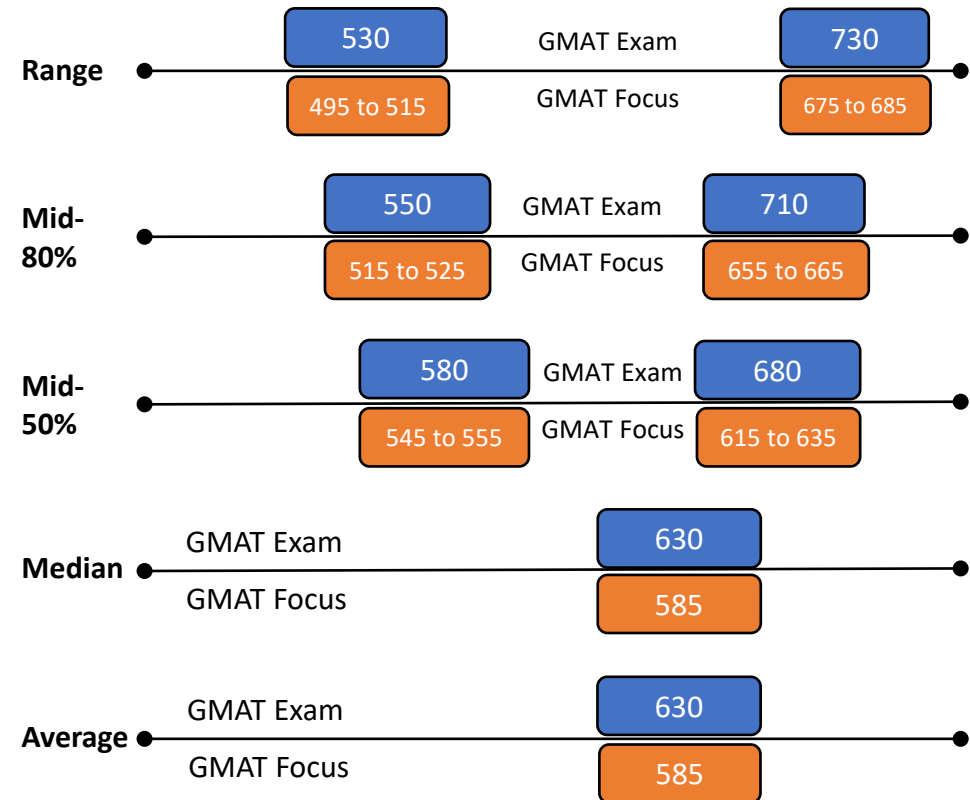 530 GMAT Exam 730
Range
495 to 515 GMAT Focus 675 to 685
550 GMAT Exam 710
Mid-
80%
515 to 525 GMAT Focus 655 to 665
580 GMAT Exam 680
Mid-
50%
545 to 555 GMAT Focus 615 to 635
GMAT Exam 630
Median
GMAT Focus 585
GMAT Exam 630
Average
GMAT Focus 585